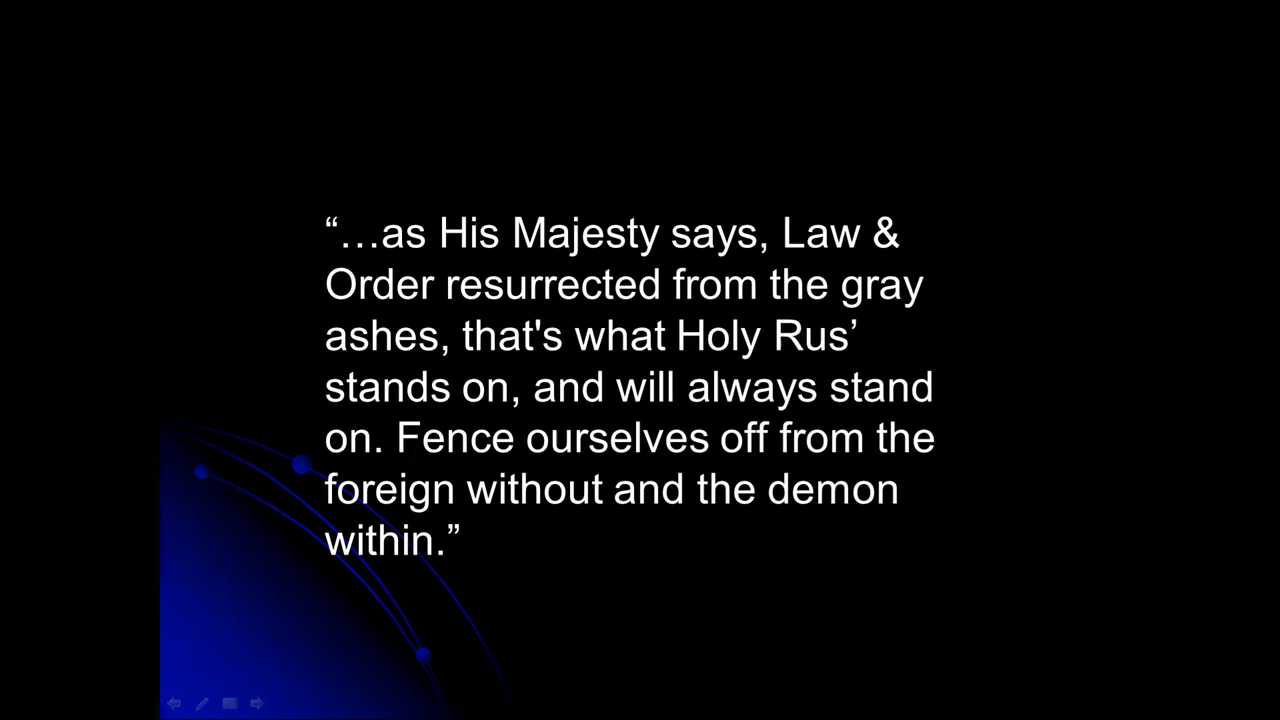 “…as His Majesty says, Law &
Order resurrected from the gray
ashes, that's what Holy Rus’
stands on, and will always stand
on. Fence ourselves off from the
foreign without and the demon
within.”